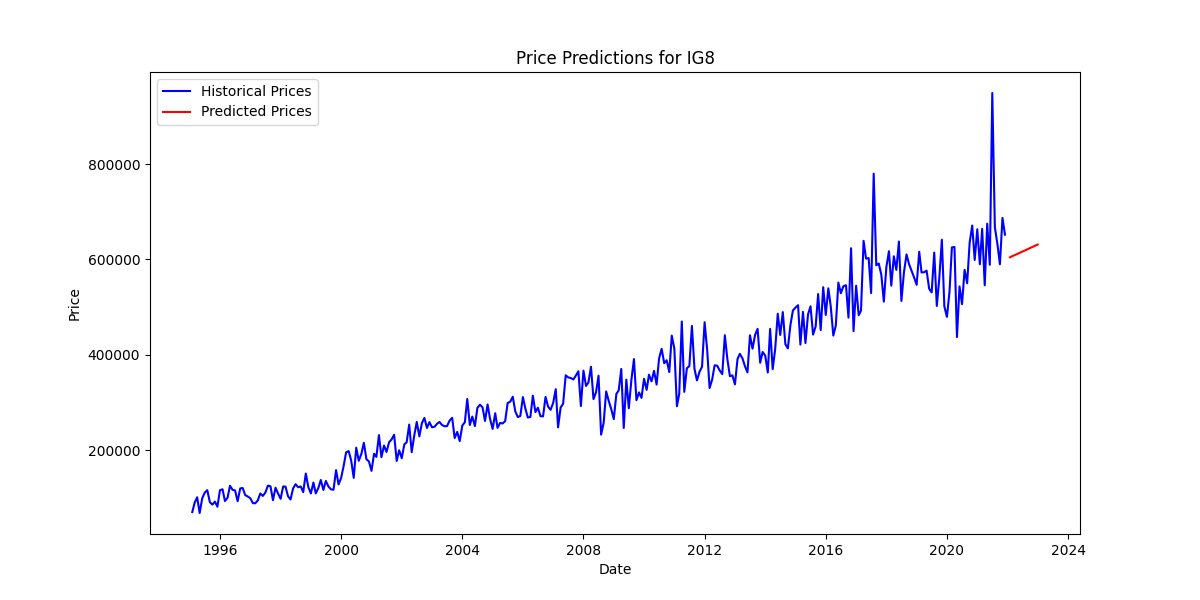 Price Predictions for IG8
Historical Prices
Predicted Prices
800000
600000
400000
200000
Price
1996 2000 2004 2008 2012 2016 2020 2024
Date